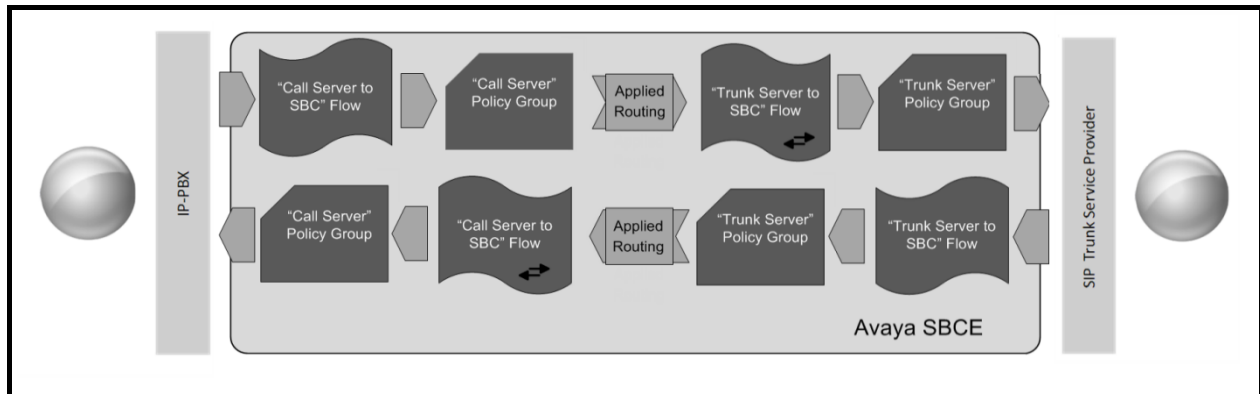 IP-PBX
“Call Server to
SBC” Flow
“Call Server”
Policy Group
Applied
Routing
“Trunk Server to
SBC” Flow
“Trunk Server”
Policy Group
“Call Server”
Policy Group
“Call Server to
SBC” Flow
Applied
Routing
“Trunk Server”
Policy Group
“Trunk Server to
SBC” Flow
Avaya SBCE
SIP Trunk Service Provider